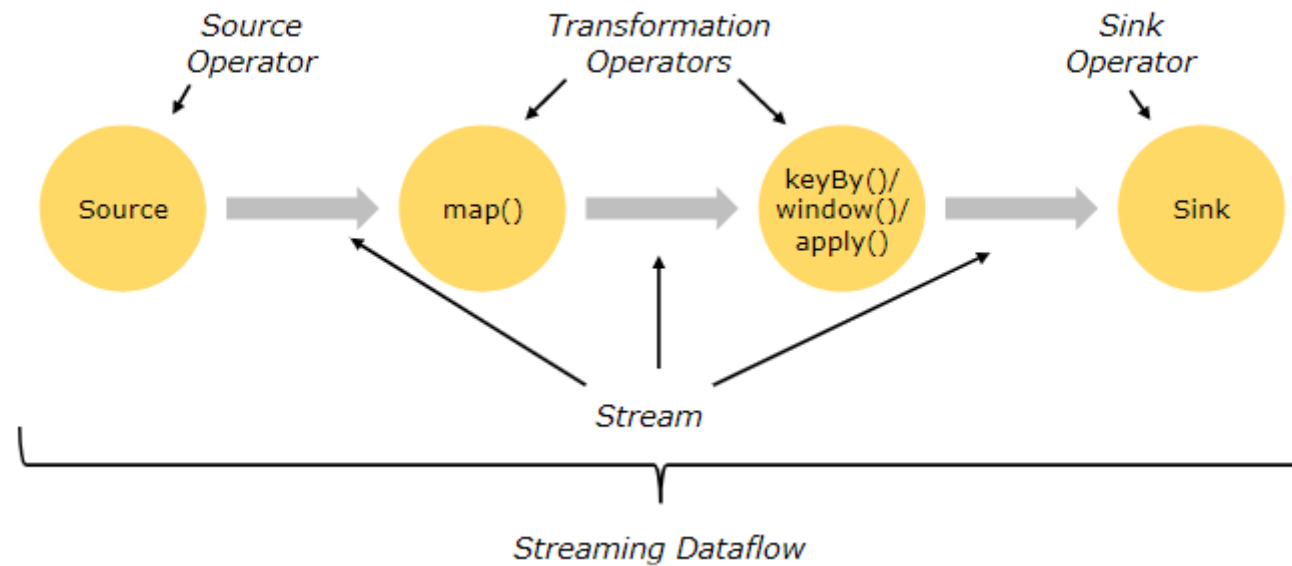 Source
Operator
Transformation
Operators
Sink
Operator
Source
map()
keyBy()/
window()/
apply()
Sink
Stream
Streaming Dataflow